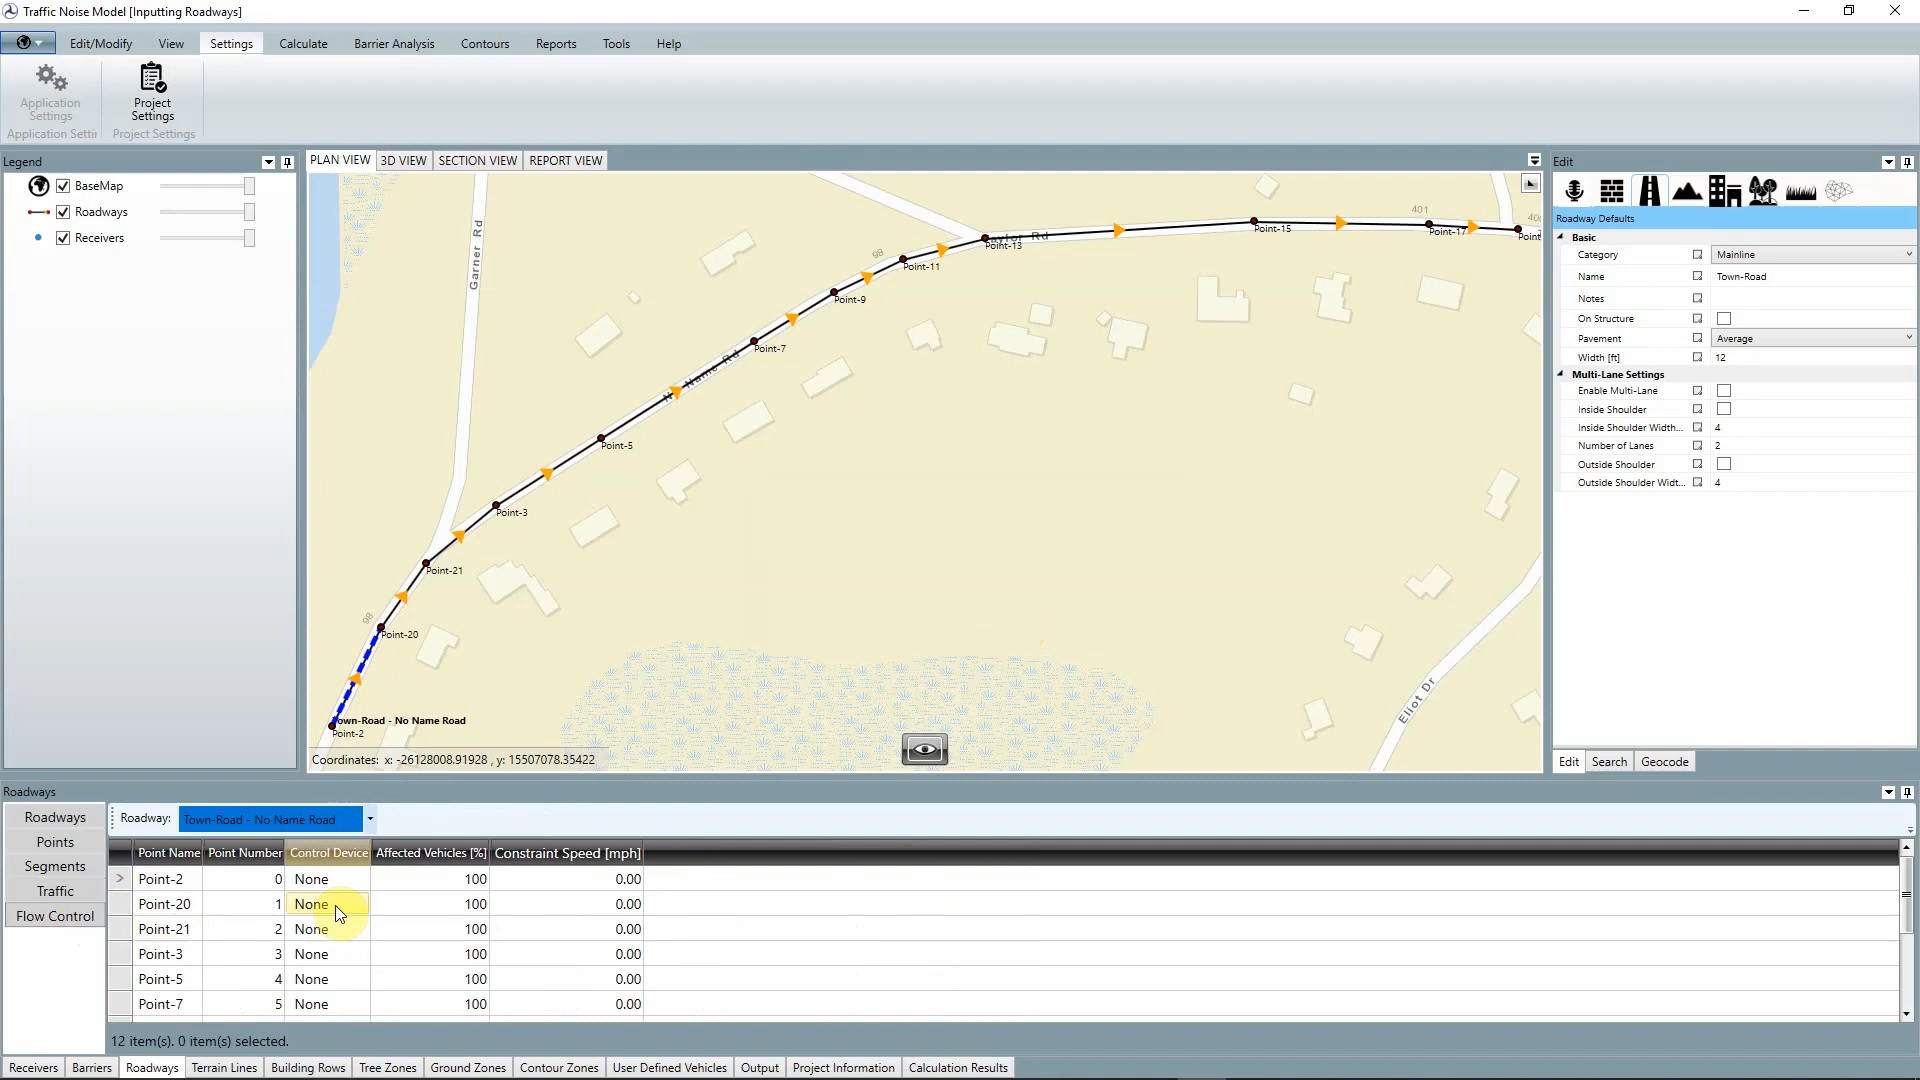 Traffic Noise Model [Inputting Roadways]
Edit/Modify View Settings Calculate Barrier Analysis Contours Reports Tools Help
Application Settings
Project Settings
Application Settin
Project Settings
Legend
BaseMap
Roadways
Receivers
PLAN VIEW 3D VIEW SECTION VIEW REPORT VIEW
Garner Rd
98
401
Point-15
Point-17
Point
Point-13
Point-11
Point-9
Point-7
Name Rd
Point-5
Point-3
Point-21
98
Point-20
Town-Road - No Name Road
Point-2
Eliot Dr
Coordinates: x: -26128008.91928 , y: 15507078.35422
Edit
Roadway Defaults
Basic
Category Mainline
Name Town-Road
Notes
On Structure
Pavement Average
Width [ft] 12
Multi-Lane Settings
Enable Multi-Lane
Inside Shoulder
Inside Shoulder Width... 4
Number of Lanes 2
Outside Shoulder
Outside Shoulder Widt... 4
Edit Search Geocode
Roadways
Roadways
Points
Segments
Traffic
Flow Control
Roadway: Town-Road - No Name Road
Point Name Point Number Control Device Affected Vehicles [%] Constraint Speed [mph]
Point-2 0 None 100 0.00
Point-20 1 None 100 0.00
Point-21 2 None 100 0.00
Point-3 3 None 100 0.00
Point-5 4 None 100 0.00
Point-7 5 None 100 0.00
12 item(s). 0 item(s) selected.
Receivers Barriers Roadways Terrain Lines Building Rows Tree Zones Ground Zones Contour Zones User Defined Vehicles Output Project Information Calculation Results